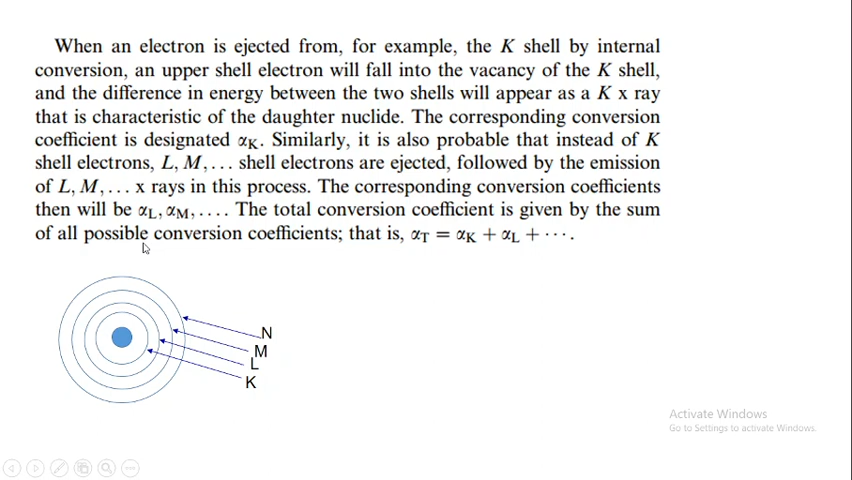 When an electron is ejected from, for example, the K shell by internal
conversion, an upper shell electron will fall into the vacancy of the K shell,
and the difference in energy between the two shells will appear as a K x ray
that is characteristic of the daughter nuclide. The corresponding conversion
coefficient is designated αK. Similarly, it is also probable that instead of K
shell electrons, L, M, ... shell electrons are ejected, followed by the emission
of L, M, ... x rays in this process. The corresponding conversion coefficients
then will be αL, αM, .... The total conversion coefficient is given by the sum
of all possible conversion coefficients; that is, αT = αK + αL + ··· .
N
M
L
K
Activate Windows
Go to Settings to activate Windows.